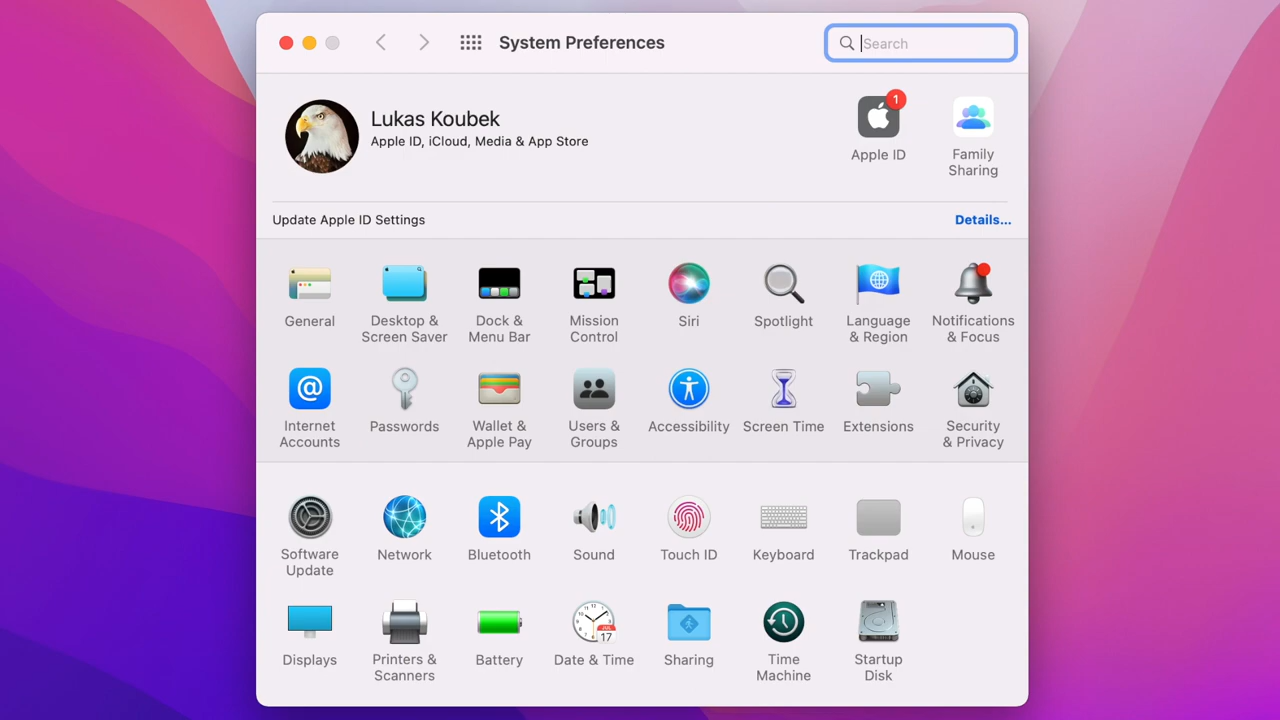 System Preferences
Search
Lukas Koubek
Apple ID, iCloud, Media & App Store
1
Apple ID
Family
Sharing
Update Apple ID Settings
Details...
General
Desktop &
Screen Saver
Dock &
Menu Bar
Mission
Control
Siri
Spotlight
Language
& Region
Notifications
& Focus
@
Internet
Accounts
Passwords
Wallet &
Apple Pay
Users &
Groups
Accessibility
Screen Time
Extensions
Security
& Privacy
Software
Update
Network
Bluetooth
Sound
Touch ID
Keyboard
Trackpad
Mouse
Displays
Printers &
Scanners
Battery
17
Date & Time
Sharing
Time
Machine
Startup
Disk